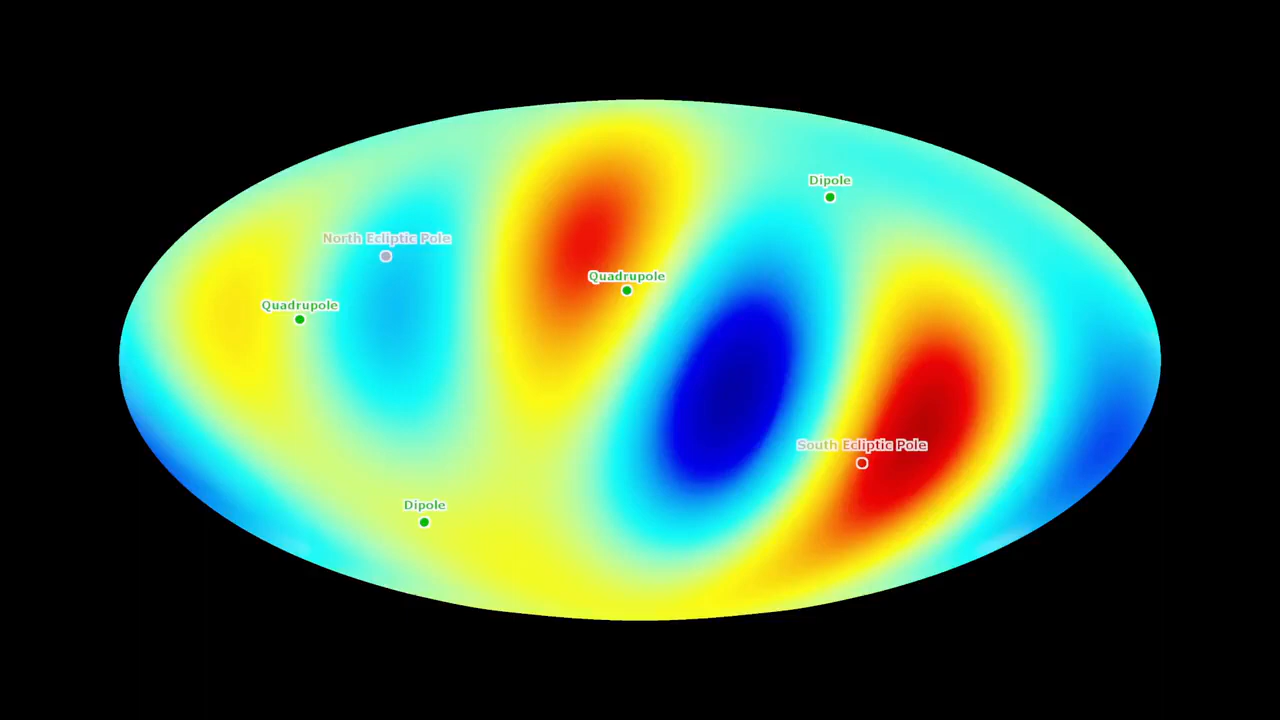 Dipole
North Ecliptic Pole
Quadrupole
Quadrupole
South Ecliptic Pole
Dipole